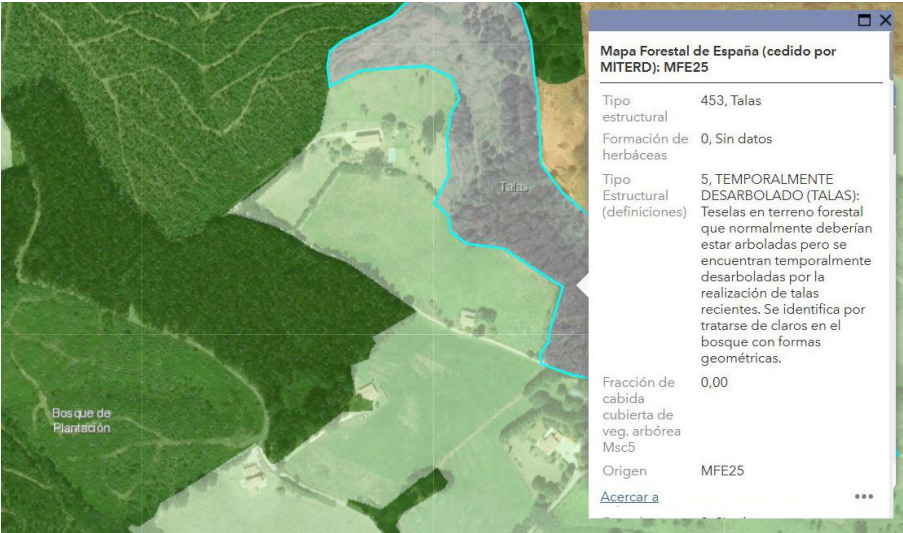 Talas
Bosque de
Plantación
Mapa Forestal de España (cedido por
MITERD): MFE25
Tipo
estructural
453, Talas
Formación de
herbáceas
0, Sin datos
Tipo
Estructural
(definiciones)
5, TEMPORALMENTE
DESARBOLADO (TALAS):
Teselas en terreno forestal
que normalmente deberían
estar arboladas pero se
encuentran temporalmente
desarboladas por la
realización de talas
recientes. Se identifica por
tratarse de claros en el
bosque con formas
geométricas.
Fracción de
cabida
cubierta de
veg. arbórea
Msc5
0,00
Origen
MFE25
Acercar a